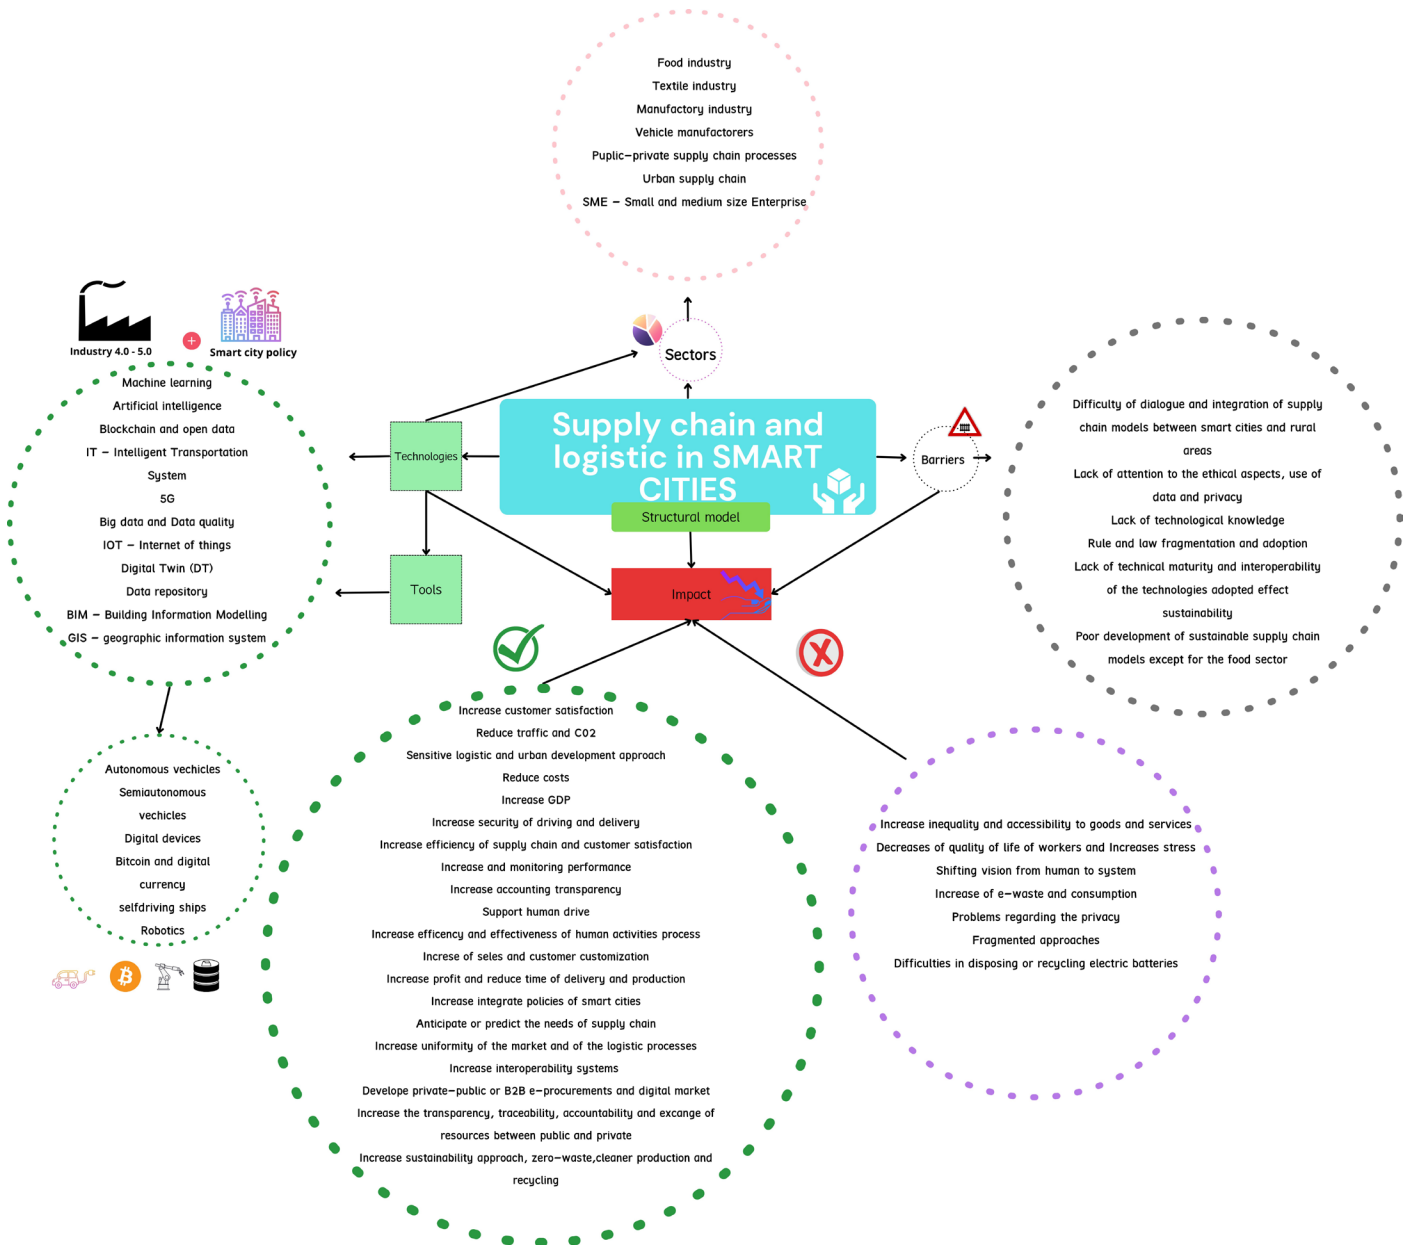 Food industry
Textile industry
Manufactory industry
Vehicle manufactorers
Puplic-private supply chain processes
Urban supply chain
SME - Small and medium size Enterprise
Sectors
Industry 4.0 - 5.0
+
Smart city policy
Machine learning
Artificial intelligence
Blockchain and open data
IT - Intelligent Transportation
System
5G
Big data and Data quality
IOT - Internet of things
Digital Twin (DT)
Data repository
BIM - Building Information Modelling
GIS - geographic information system
Technologies
Tools
Supply chain and
logistic in SMART
CITIES
Structural model
Impact
Barriers
Difficulty of dialogue and integration of supply
chain models between smart cities and rural
areas
Lack of attention to the ethical aspects, use of
data and privacy
Lack of technological knowledge
Rule and law fragmentation and adoption
Lack of technical maturity and interoperability
of the technologies adopted effect
sustainability
Poor development of sustainable supply chain
models except for the food sector
Autonomous vechicles
Semiautonomous
vechicles
Digital devices
Bitcoin and digital
currency
selfdriving ships
Robotics
Increase customer satisfaction
Reduce traffic and C02
Sensitive logistic and urban development approach
Reduce costs
Increase GDP
Increase security of driving and delivery
Increase efficiency of supply chain and customer satisfaction
Increase and monitoring performance
Increase accounting transparency
Support human drive
Increase efficency and effectiveness of human activities process
Increse of seles and customer customization
Increase profit and reduce time of delivery and production
Increase integrate policies of smart cities
Anticipate or predict the needs of supply chain
Increase uniformity of the market and of the logistic processes
Increase interoperability systems
Develope private-public or B2B e-procurements and digital market
Increase the transparency, traceability, accountability and excange of
resources between public and private
Increase sustainability approach, zero-waste,cleaner production and
recycling
Increase inequality and accessibility to goods and services
Decreases of quality of life of workers and Increases stress
Shifting vision from human to system
Increase of e-waste and consumption
Problems regarding the privacy
Fragmented approaches
Difficulties in disposing or recycling electric batteries